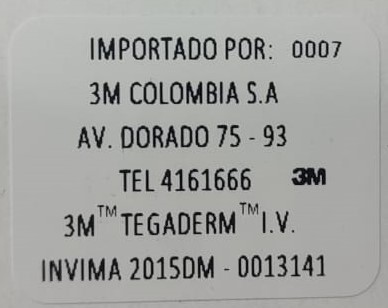 IMPORTADO POR: 0007
3M COLOMBIA S.A
AV. DORADO 75 - 93
TEL 4161666 3M
3M™ TEGADERM™ I.V.
INVIMA 2015DM - 0013141